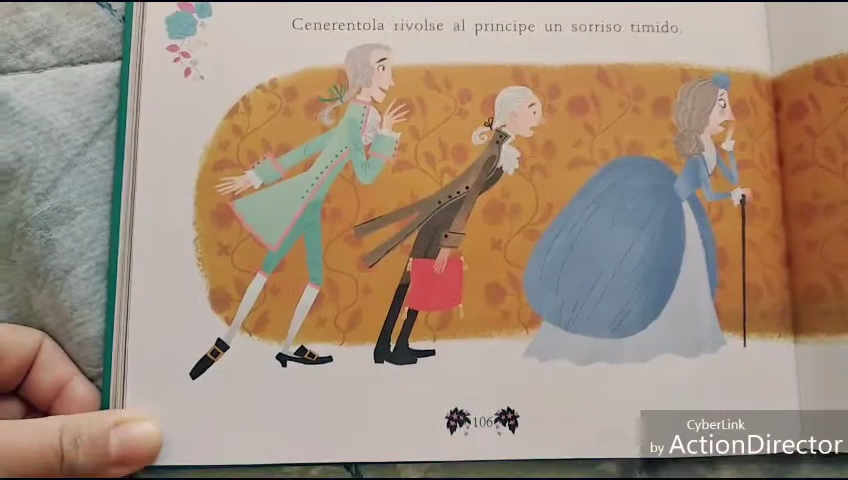 Cenerentola rivolse al principe un sorriso timido.
106
CyberLink
by ActionDirector